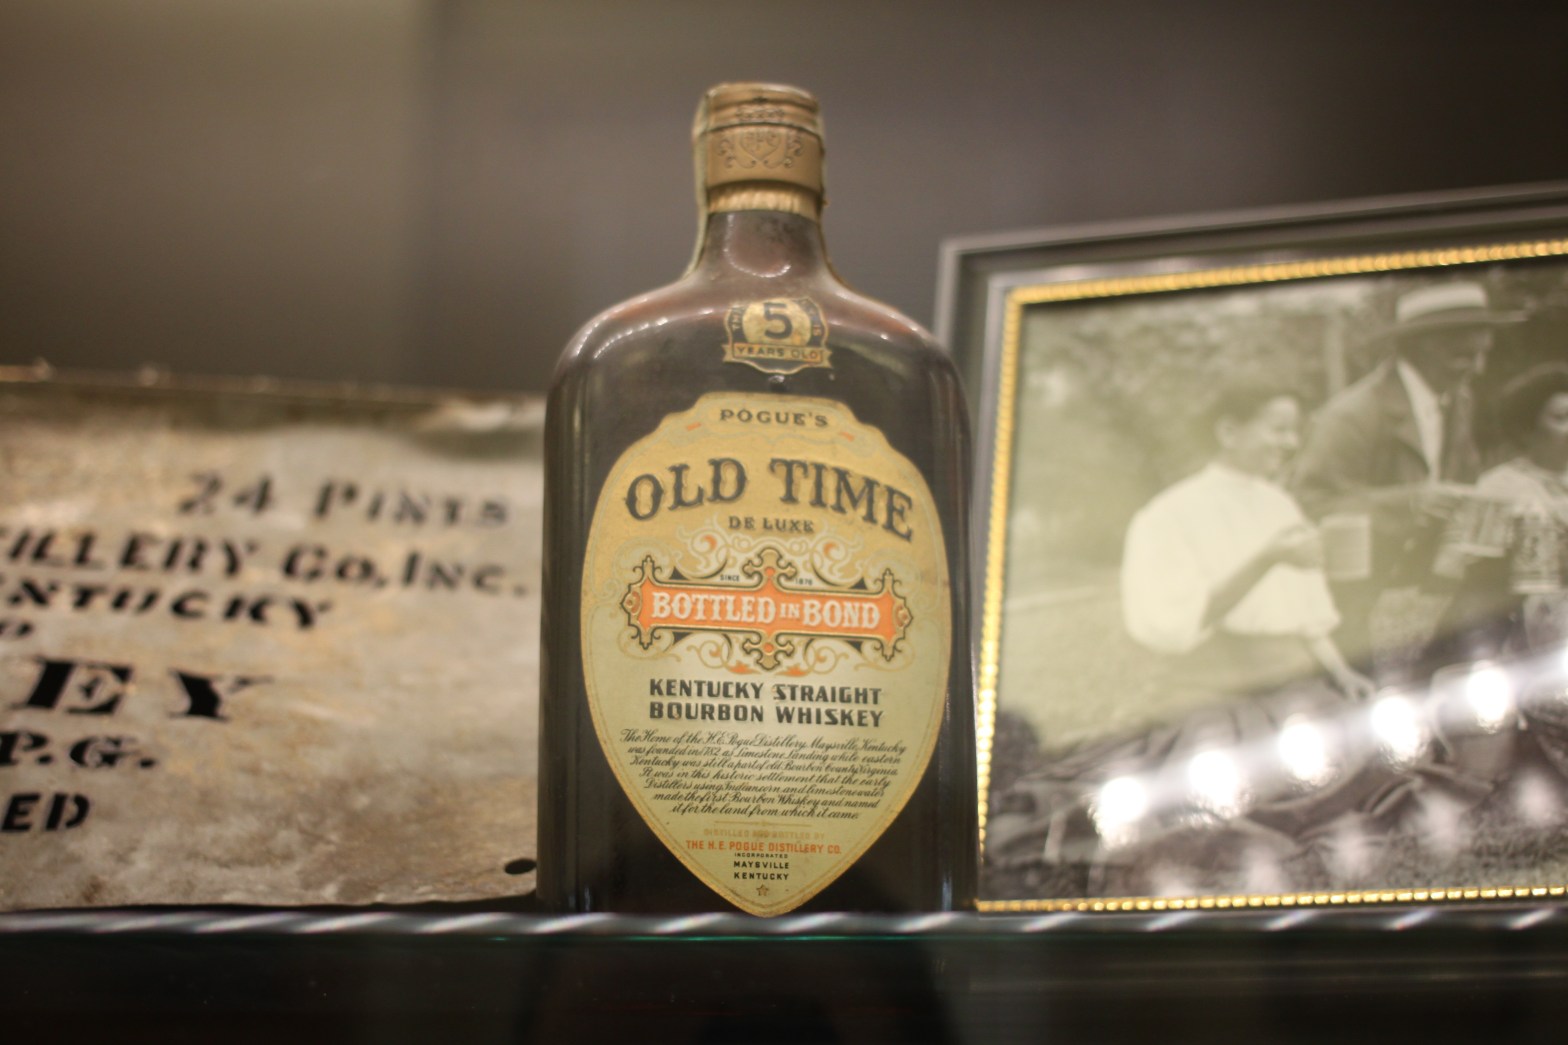 24 PINTS
ILLERY CO., INC.
NTUCKY
EY
P.G.
ED
5
YEARS OLD
POGUE'S
OLD TIME
DE LUXE
SINCE 1876
BOTTLED IN BOND
KENTUCKY STRAIGHT
BOURBON WHISKEY
The Home of the H.E. Pogue Distillery, Maysville, Kentucky
was founded in at Limestone Landing while eastern
Kentucky was still a part of old Bourbon County Virginia
It was in this historic settlement that the early
Distillers using Indian corn and limestone water
made the first Bourbon Whiskey and named
it for the land from which it came
DISTILLED AND BOTTLED BY
THE H. E. POGUE DISTILLERY CO.
INCORPORATED
MAYSVILLE
KENTUCKY